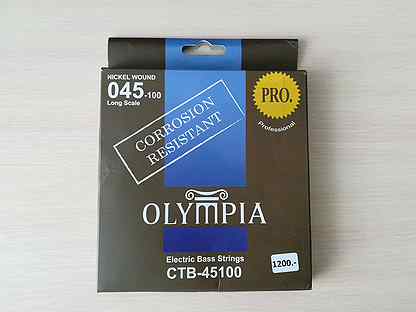 NICKEL WOUND
045-100
Long Scale
PRO.
Professional
CORROSION
RESISTANT
OLYMPIA
Electric Bass Strings
CTB-45100
1200.-